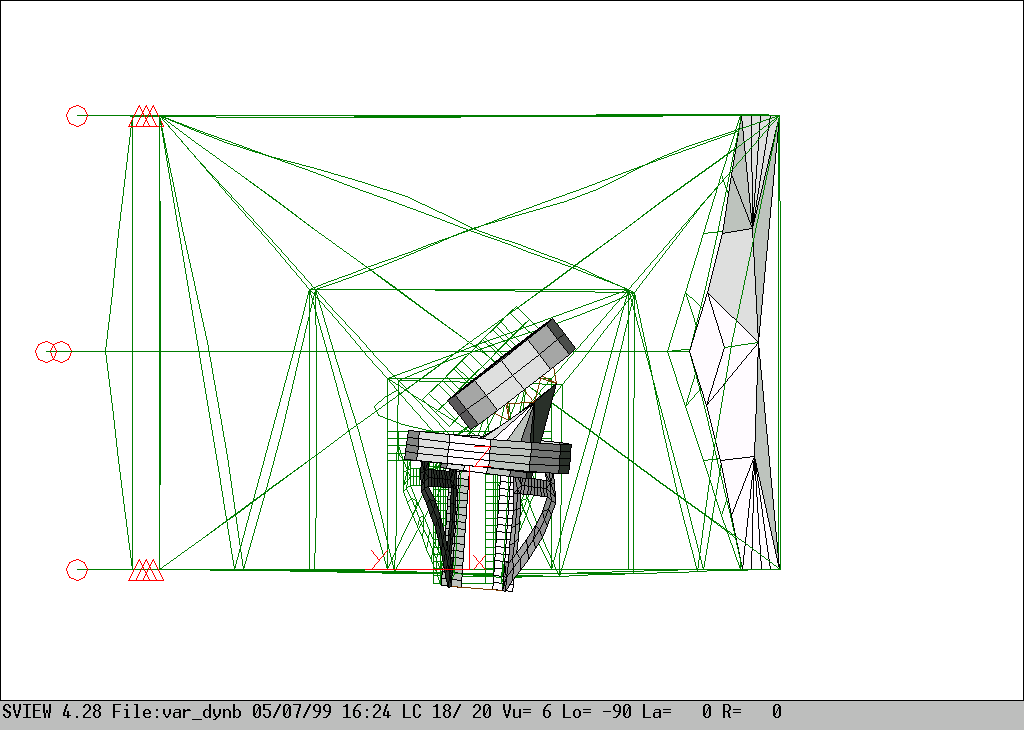 Z
Y
X
SVIEW 4.28 File:var_dynb 05/07/99 16:24 LC 18/ 20 Vu= 6 Lo= -90 La= 0 R= 0